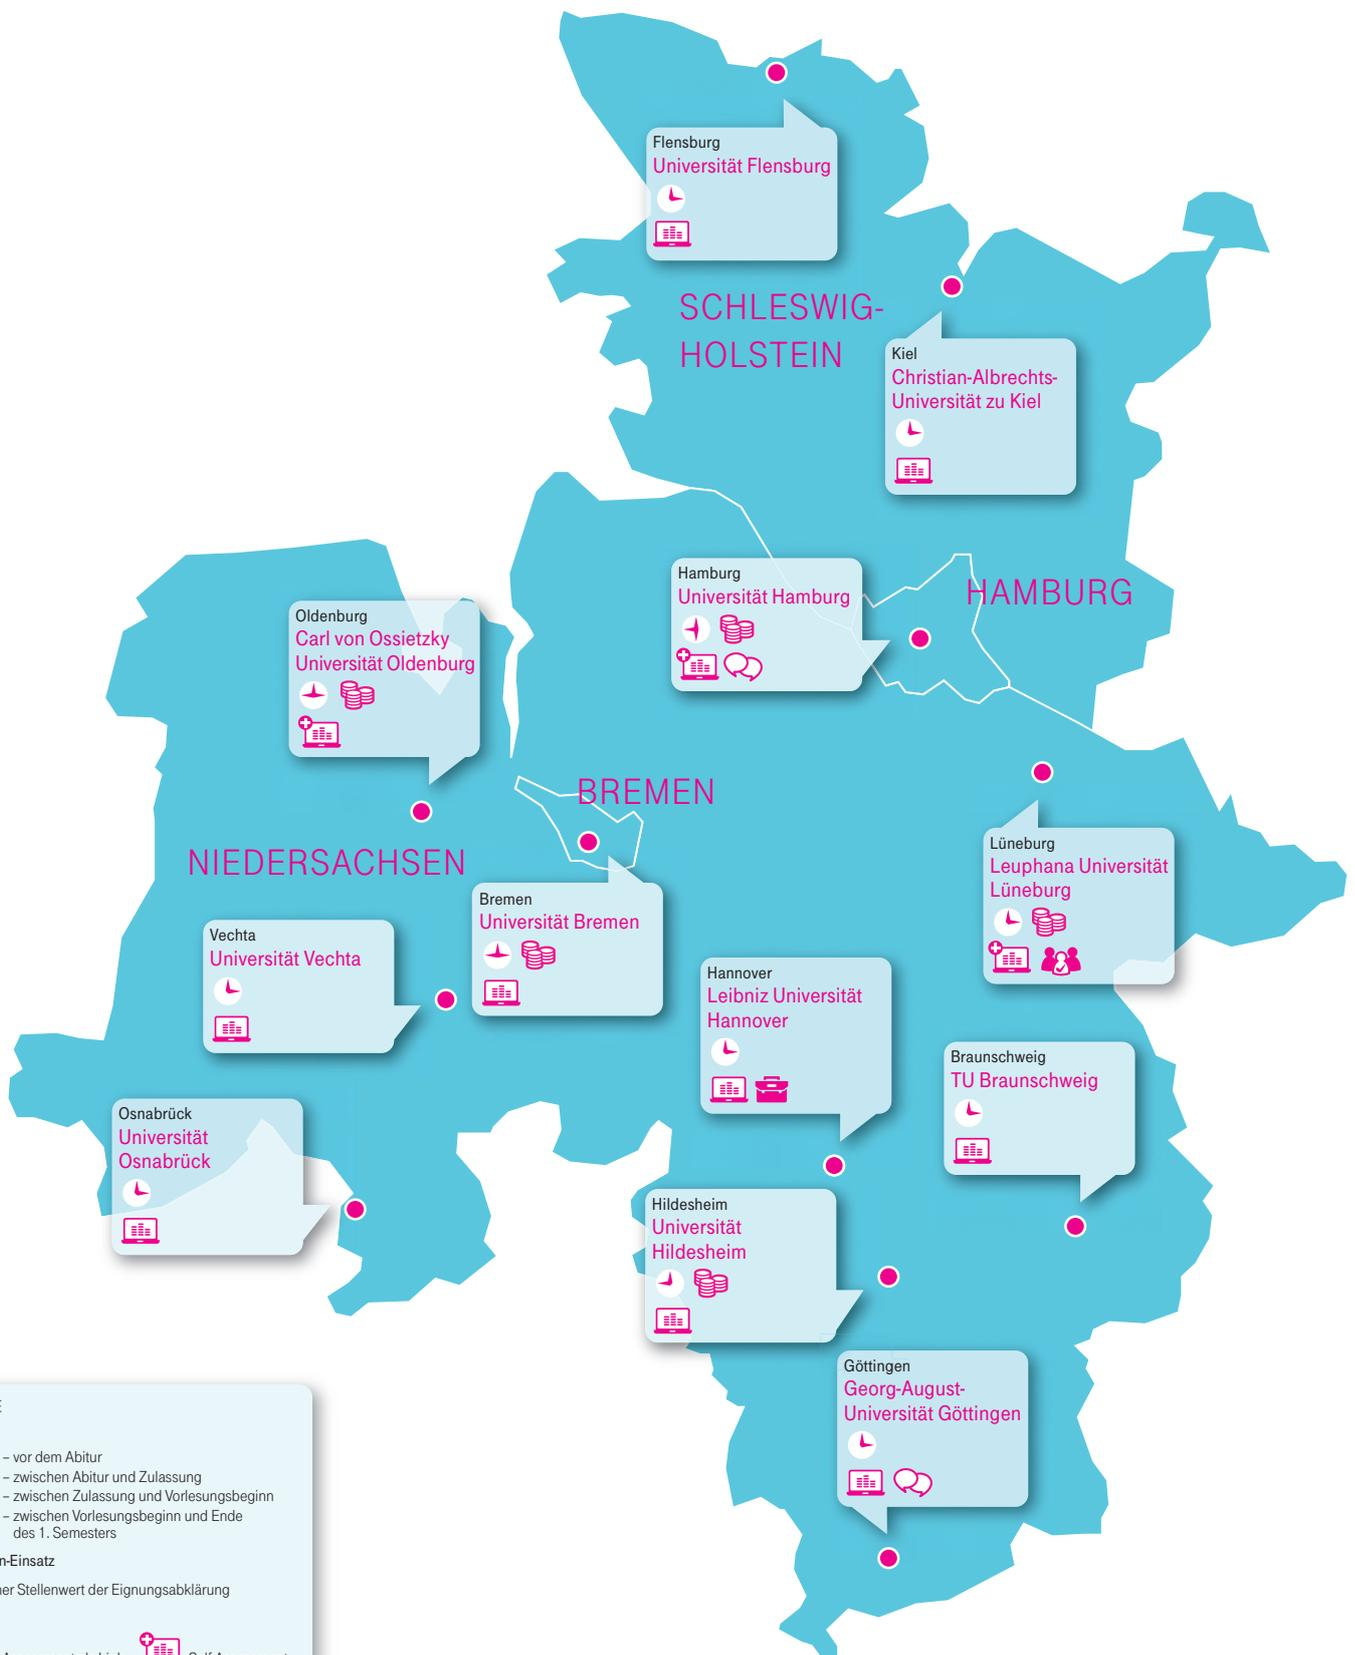 Flensburg
Universität Flensburg
SCHLESWIG-
HOLSTEIN
Kiel
Christian-Albrechts-
Universität zu Kiel
Hamburg
Universität Hamburg
HAMBURG
Oldenburg
Carl von Ossietzky
Universität Oldenburg
BREMEN
NIEDERSACHSEN
Lüneburg
Leuphana Universität
Lüneburg
Bremen
Universität Bremen
Vechta
Universität Vechta
Hannover
Leibniz Universität
Hannover
Braunschweig
TU Braunschweig
Osnabrück
Universität
Osnabrück
Hildesheim
Universität
Hildesheim
Göttingen
Georg-August-
Universität Göttingen
– vor dem Abitur
– zwischen Abitur und Zulassung
– zwischen Zulassung und Vorlesungsbeginn
– zwischen Vorlesungsbeginn und Ende
des 1. Semesters
n-Einsatz
her Stellenwert der Eignungsabklärung